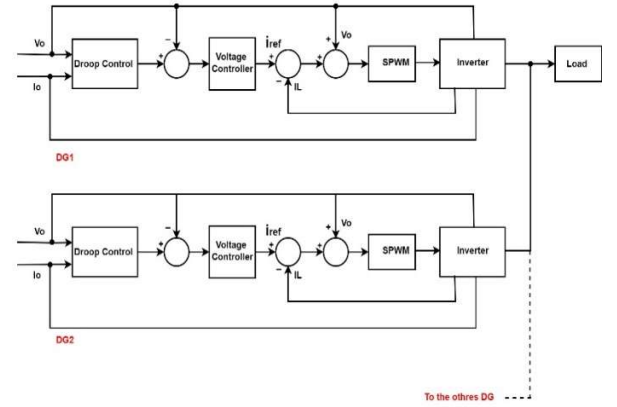 Vo
Io
Droop Control
−
+
Voltage
Controller
iref
+
−
IL
+
+
Vo
SPWM
Inverter
Load
DG1
Vo
Io
Droop Control
−
+
Voltage
Controller
iref
+
−
IL
+
+
Vo
SPWM
Inverter
DG2
To the othres DG